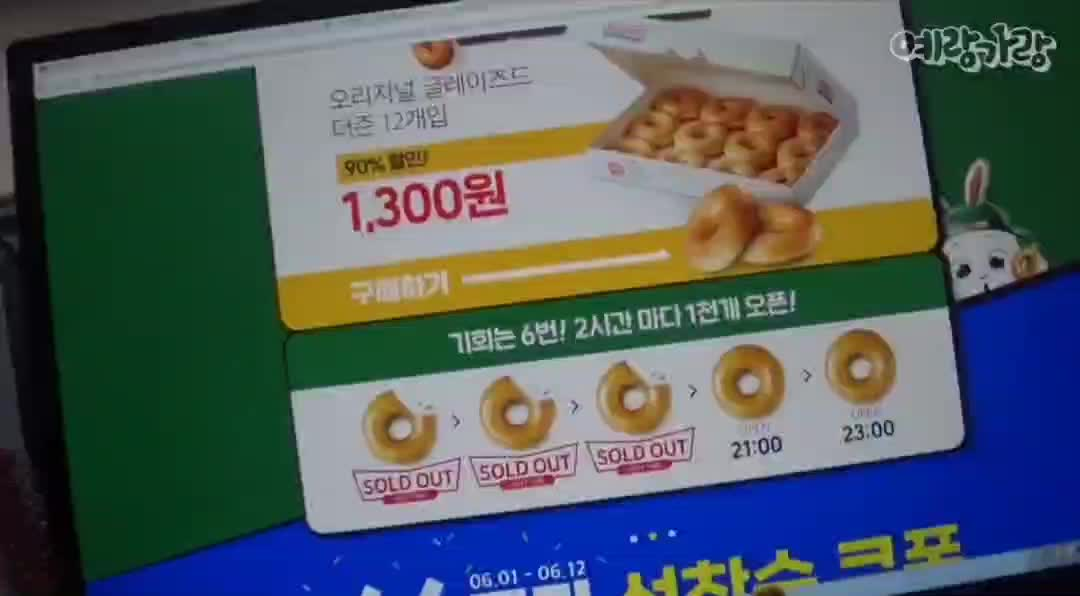 예랑가랑
오리지널 글레이즈드
더즌 12개입
90% 할인!
1,300원
구매하기
기회는 6번! 2시간 마다 1천개 오픈!
SOLD OUT
SOLD OUT
SOLD OUT
OPEN
21:00
OPEN
23:00
06.01 - 06.12
선착순 쿠폰